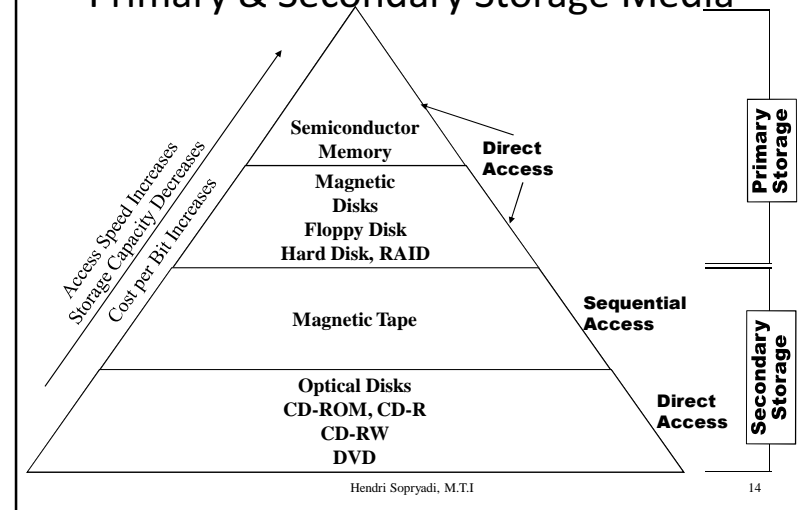 Primary & Secondary Storage Media
Semiconductor
Memory
Direct
Access
Primary
Storage
Magnetic
Disks
Floppy Disk
Hard Disk, RAID
Access Speed Increases
Storage Capacity Decreases
Cost per Bit Increases
Magnetic Tape
Sequential
Access
Secondary
Storage
Optical Disks
CD-ROM, CD-R
CD-RW
DVD
Direct
Access
Hendri Sopryadi, M.T.I
14